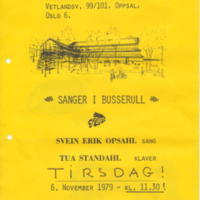 VETLANDSV. 99/101. OPPSAL.
OSLO 6.
SANGER I BUSSERULL
SVEIN ERIK OPSAHL SANG
TUA STANDAHL KLAVER
TIRSDAG!
6. NOVEMBER 1979 - KL. 11.30!